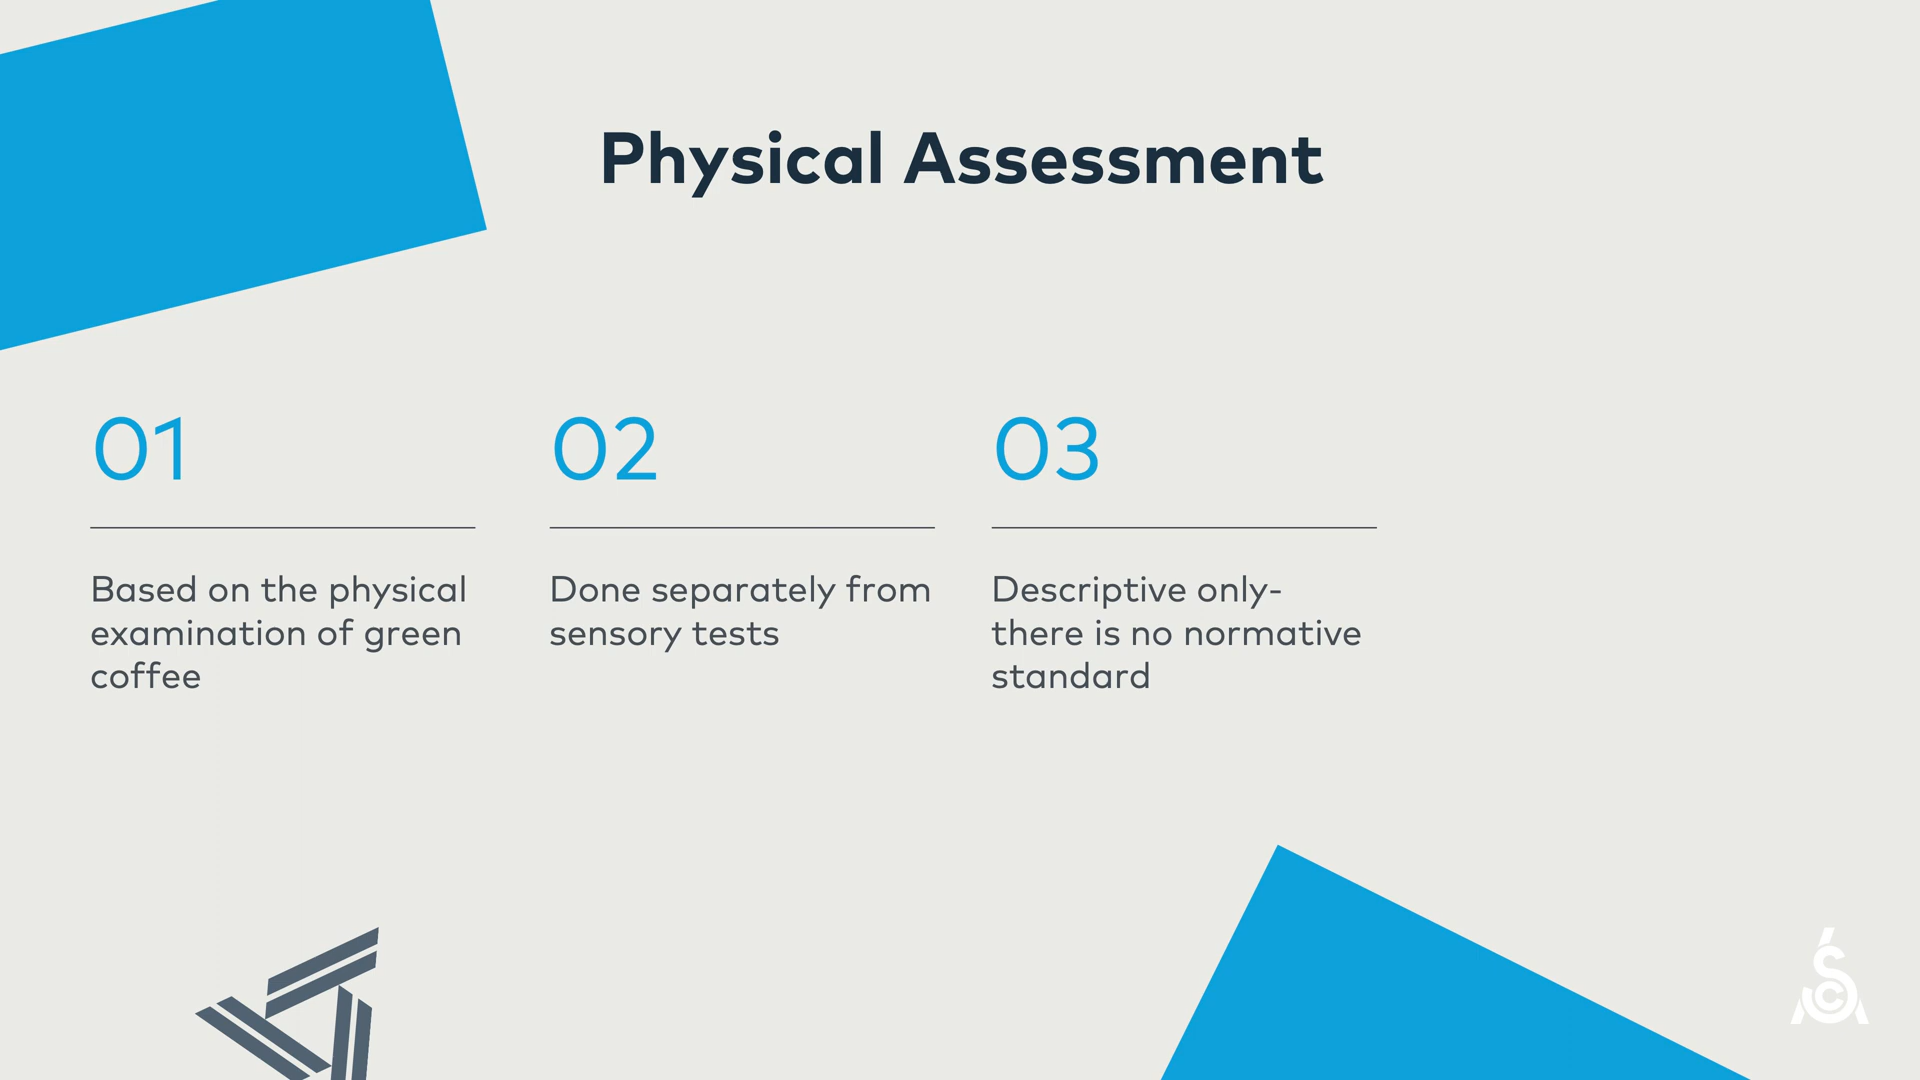 Physical Assessment
01
Based on the physical
examination of green
coffee
02
Done separately from
sensory tests
03
Descriptive only-
there is no normative
standard
SCA